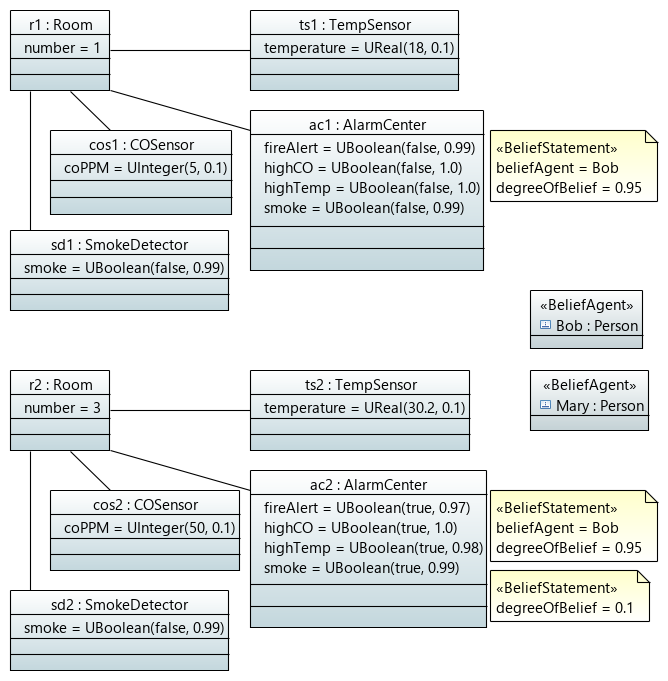 r1 : Room
number = 1
ts1 : TempSensor
temperature = UReal(18, 0.1)
cos1 : COSensor
coPPM = UInteger(5, 0.1)
ac1 : AlarmCenter
fireAlert = UBoolean(false, 0.99)
highCO = UBoolean(false, 1.0)
highTemp = UBoolean(false, 1.0)
smoke = UBoolean(false, 0.99)
«BeliefStatement»
beliefAgent = Bob
degreeOfBelief = 0.95
sd1 : SmokeDetector
smoke = UBoolean(false, 0.99)
«BeliefAgent»
Bob : Person
r2 : Room
number = 3
ts2 : TempSensor
temperature = UReal(30.2, 0.1)
«BeliefAgent»
Mary : Person
cos2 : COSensor
coPPM = UInteger(50, 0.1)
ac2 : AlarmCenter
fireAlert = UBoolean(true, 0.97)
highCO = UBoolean(true, 1.0)
highTemp = UBoolean(true, 0.98)
smoke = UBoolean(true, 0.99)
«BeliefStatement»
beliefAgent = Bob
degreeOfBelief = 0.95
«BeliefStatement»
degreeOfBelief = 0.1
sd2 : SmokeDetector
smoke = UBoolean(false, 0.99)